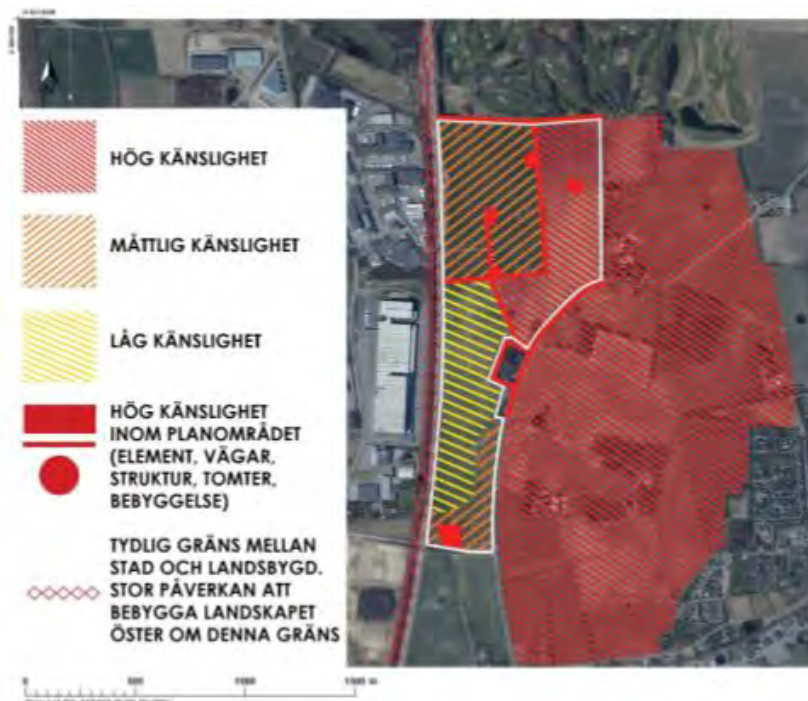 HÖG KÄNSLIGHET
MÅTTLIG KÄNSLIGHET
LÅG KÄNSLIGHET
HÖG KÄNSLIGHET
INOM PLANOMRÅDET
(ELEMENT, VÄGAR,
STRUKTUR, TOMTER,
BEBYGGELSE)
TYDLIG GRÄNS MELLAN
STAD OCH LANDSBYGD.
STOR PÅVERKAN ATT
BEBYGGA LANDSKAPET
ÖSTER OM DENNA GRÄNS
0 500 1000 1500 m